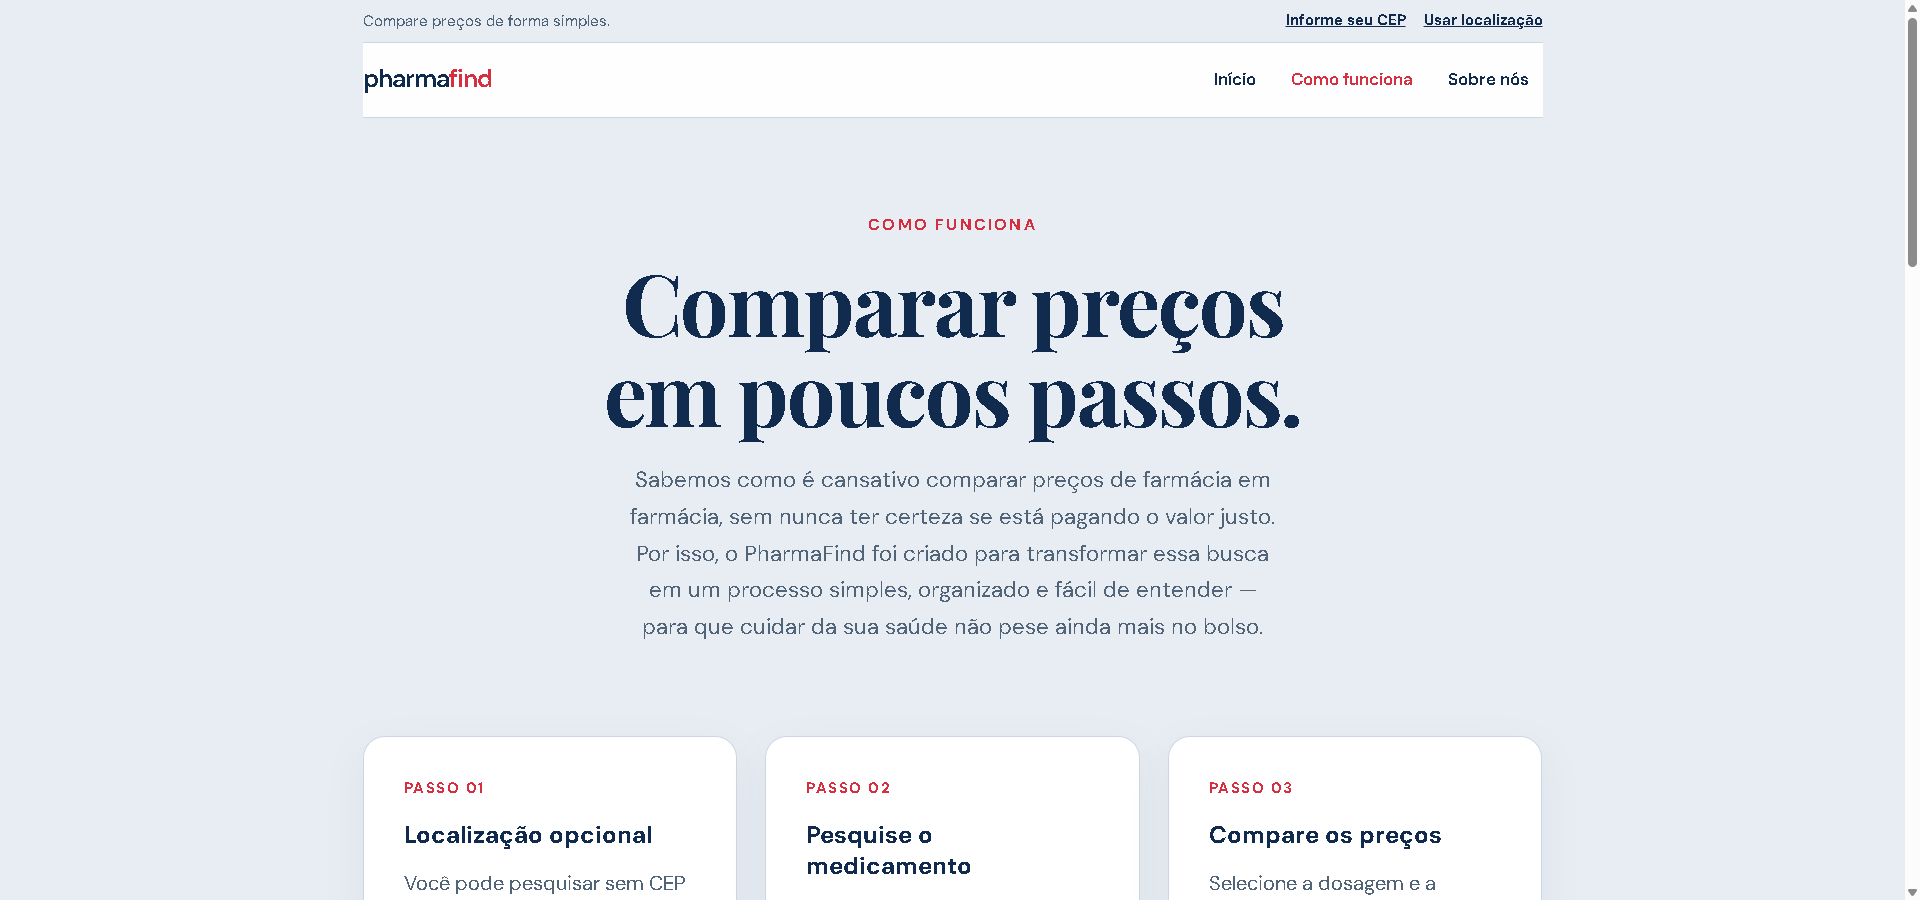 Compare preços de forma simples.
Informe seu CEP Usar localização
pharmafind
Início Como funciona Sobre nós
COMO FUNCIONA
Comparar preços
em poucos passos.
Sabemos como é cansativo comparar preços de farmácia em
farmácia, sem nunca ter certeza se está pagando o valor justo.
Por isso, o PharmaFind foi criado para transformar essa busca
em um processo simples, organizado e fácil de entender —
para que cuidar da sua saúde não pese ainda mais no bolso.
PASSO 01
Localização opcional
Você pode pesquisar sem CEP
PASSO 02
Pesquise o
medicamento
PASSO 03
Compare os preços
Selecione a dosagem e a